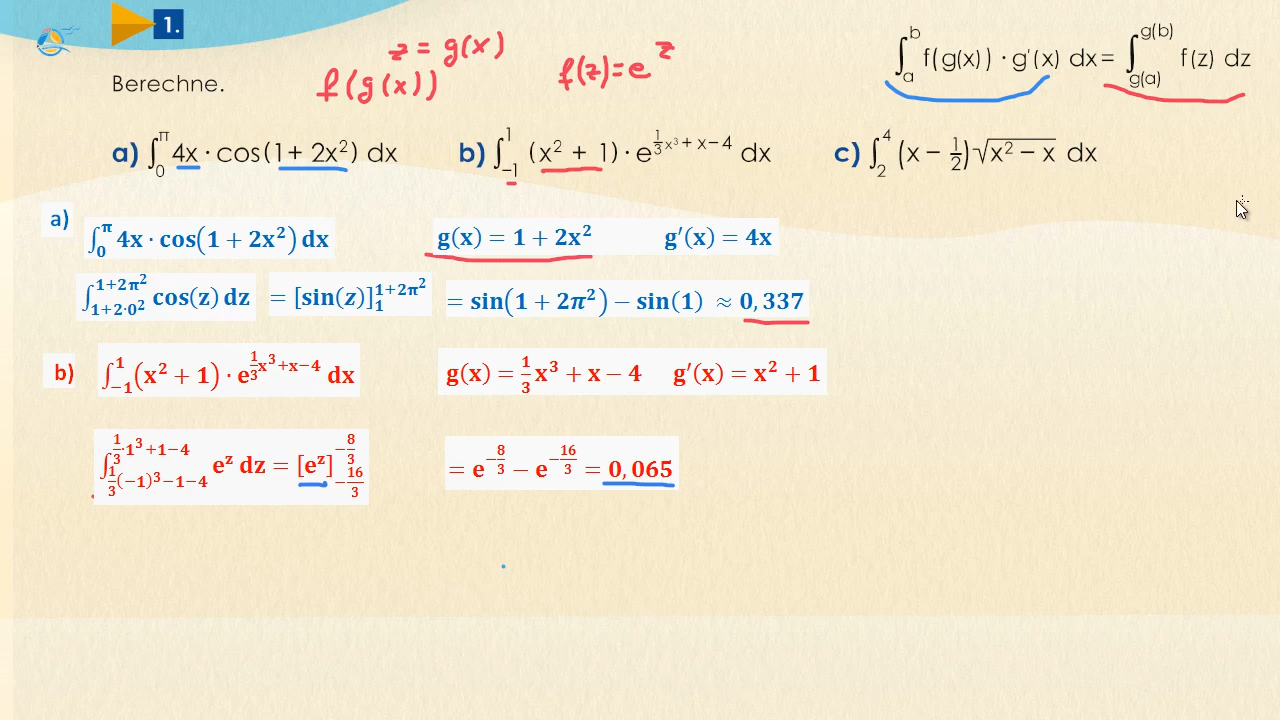 1.
z = g(x)
f(g(x))
f(z) = e^z
∫_a^b f(g(x)) · g'(x) dx = ∫_{g(a)}^{g(b)} f(z) dz
Berechne.
a) ∫_0^π 4x · cos(1 + 2x²) dx
b) ∫_{−1}^1 (x² + 1) · e^{1/3 x³ + x − 4} dx
c) ∫_2^4 (x − 1/2)√(x² − x) dx
a)
∫_0^π 4x · cos(1 + 2x²) dx
g(x) = 1 + 2x²
g'(x) = 4x
∫_{1+2·0²}^{1+2π²} cos(z) dz = [sin(z)]_1^{1+2π²} = sin(1 + 2π²) − sin(1) ≈ 0,337
b)
∫_{−1}^1 (x² + 1) · e^{1/3 x³+x−4} dx
g(x) = 1/3 x³ + x − 4
g'(x) = x² + 1
∫_{1/3·(−1)³−1−4}^{1/3·1³+1−4} e^z dz = [e^z]_{−16/3}^{−8/3} = e^{−8/3} − e^{−16/3} = 0,065